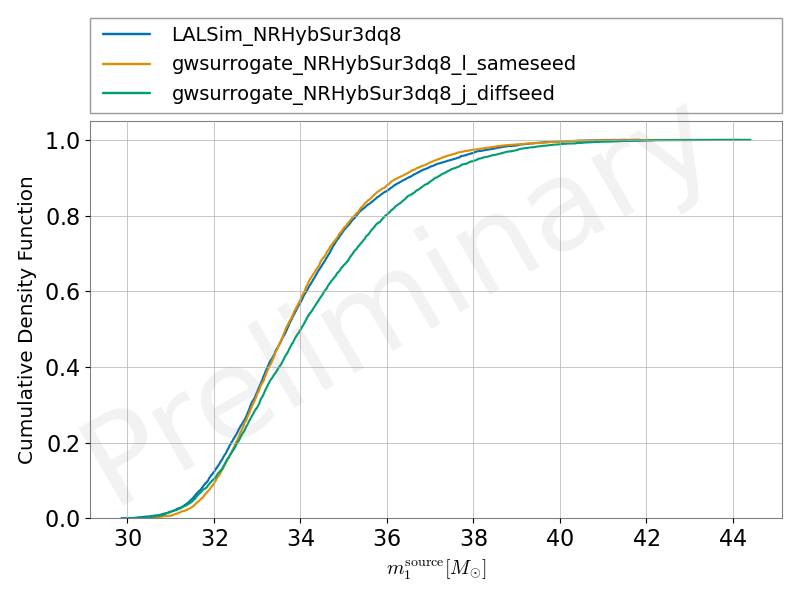 LALSim_NRHybSur3dq8
gwsurrogate_NRHybSur3dq8_l_sameseed
gwsurrogate_NRHybSur3dq8_j_diffseed
1.0
0.8
0.6
0.4
0.2
0.0
Cumulative Density Function
Preliminary
30 32 34 36 38 40 42 44
m₁^source [M_⊙]